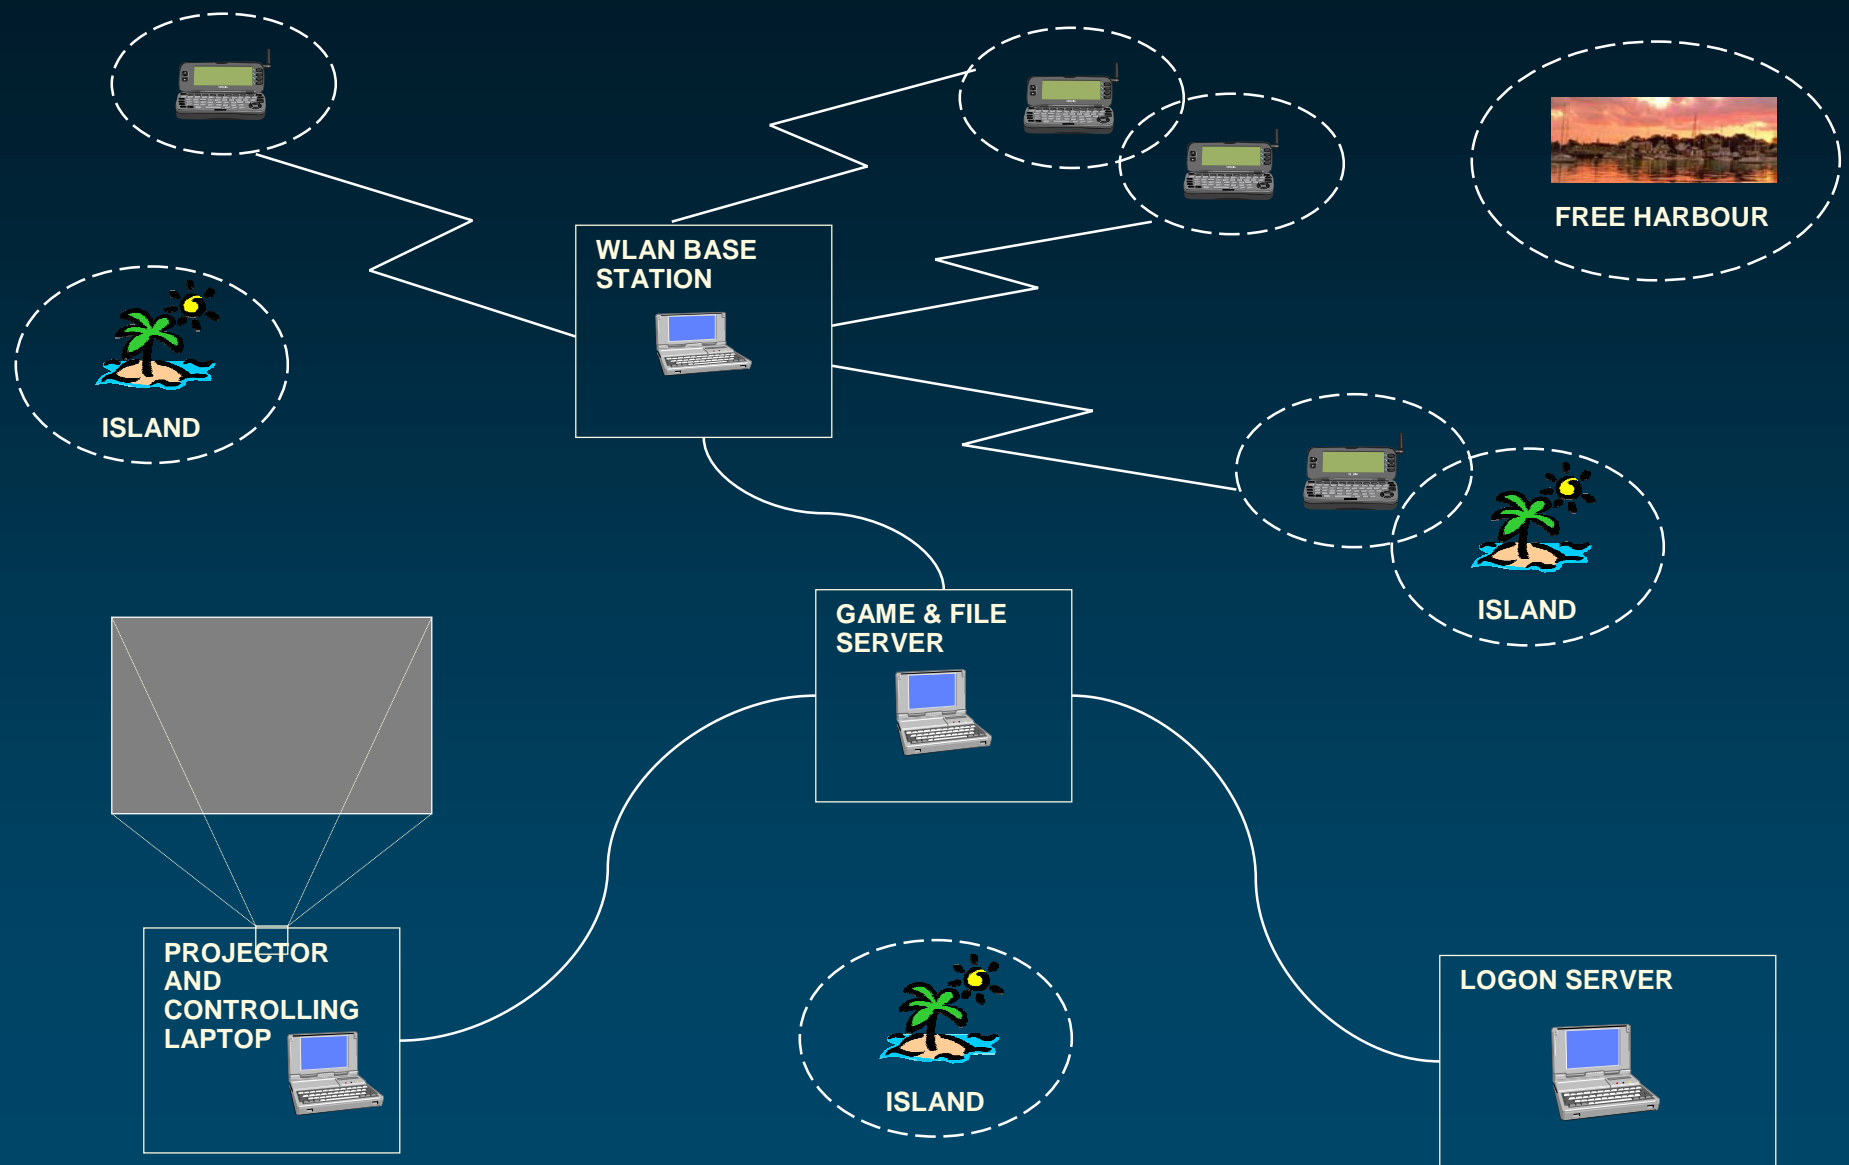 FREE HARBOUR
WLAN BASE
STATION
ISLAND
ISLAND
GAME & FILE
SERVER
PROJECTOR
AND
CONTROLLING
LAPTOP
ISLAND
LOGON SERVER